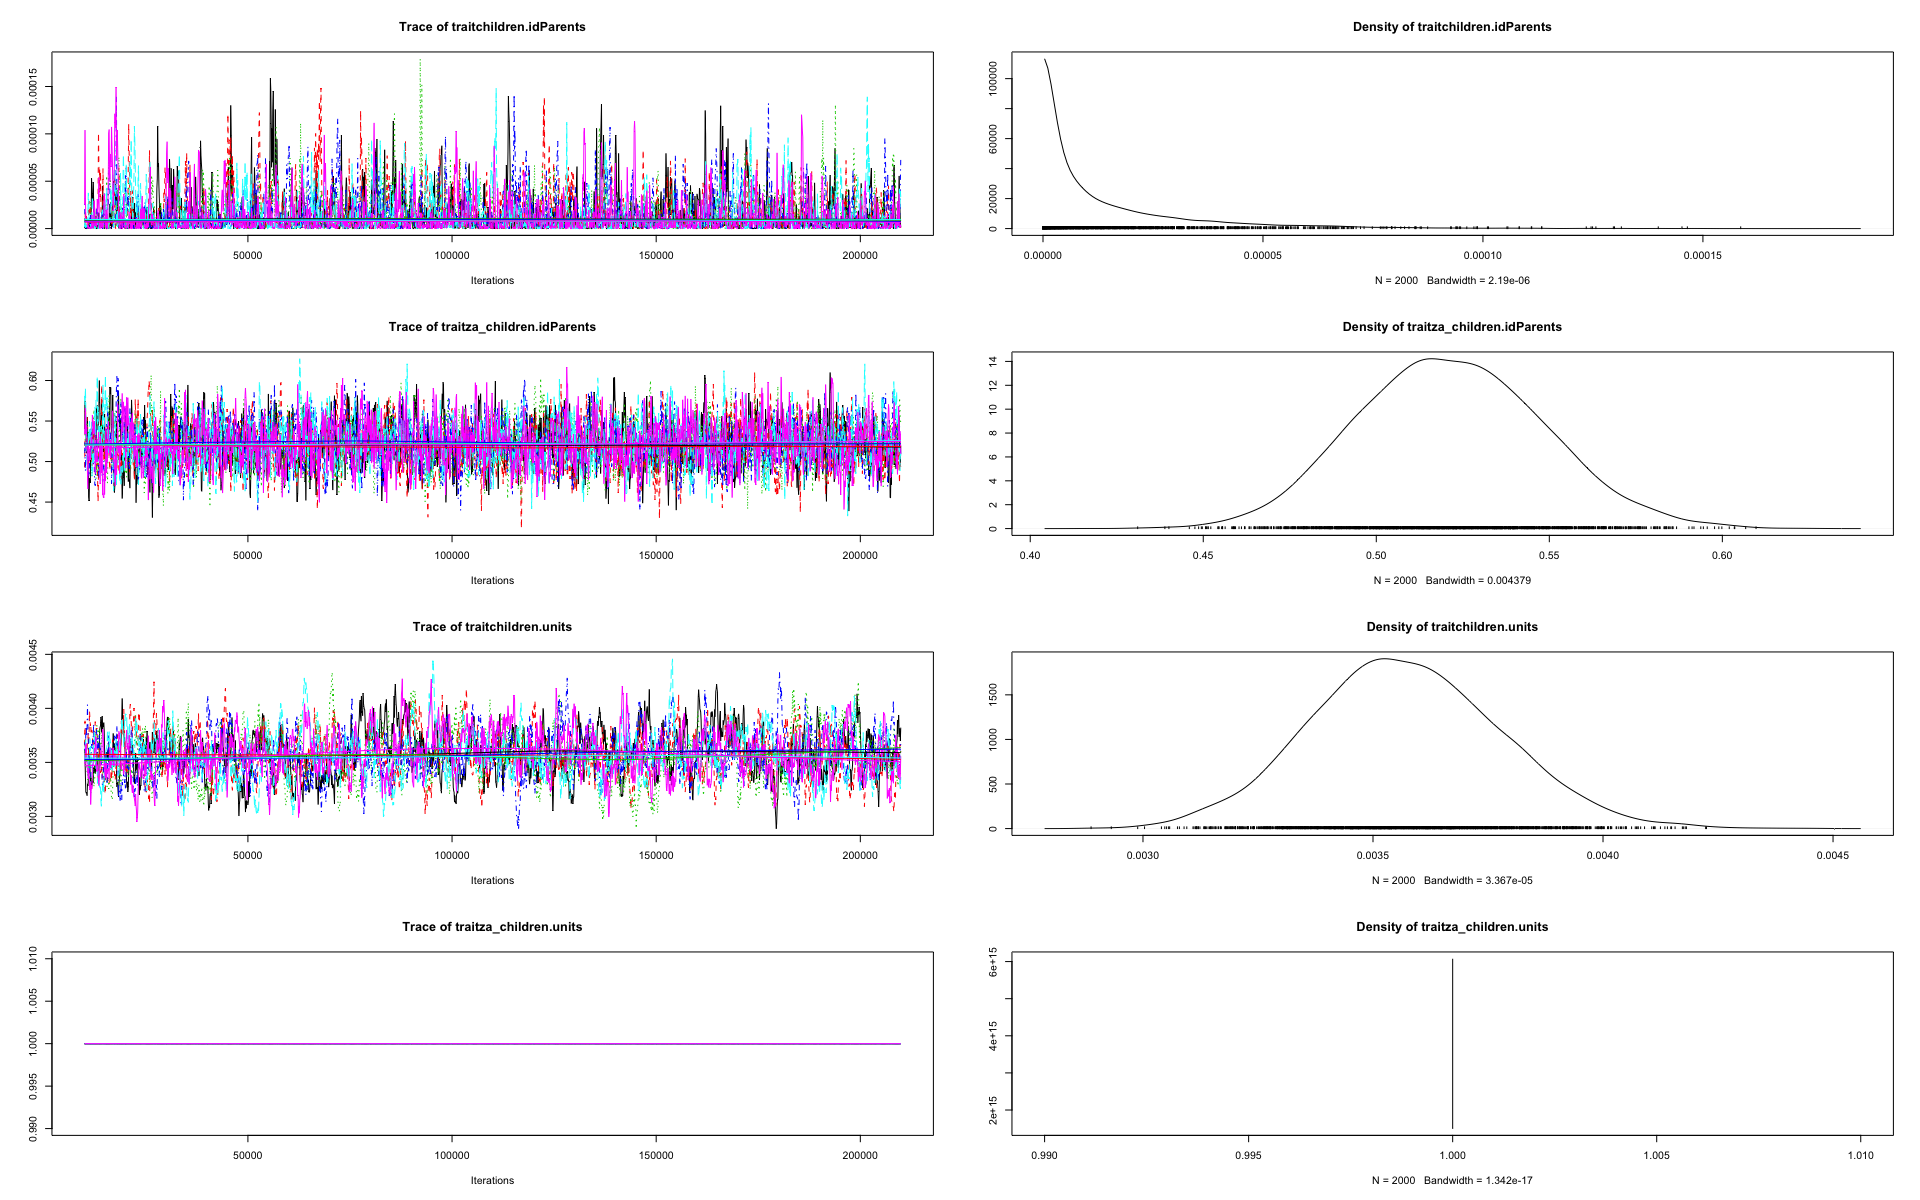 Trace of traitchildren.idParents
0.00000 0.00005 0.00010 0.00015
50000 100000 150000 200000
Iterations
Density of traitchildren.idParents
0 20000 60000 100000
0.00000 0.00005 0.00010 0.00015
N = 2000 Bandwidth = 2.19e-06
Trace of traitza_children.idParents
0.45 0.50 0.55 0.60
50000 100000 150000 200000
Iterations
Density of traitza_children.idParents
0 2 4 6 8 10 12 14
0.40 0.45 0.50 0.55 0.60
N = 2000 Bandwidth = 0.004379
Trace of traitchildren.units
0.0030 0.0035 0.0040 0.0045
50000 100000 150000 200000
Iterations
Density of traitchildren.units
0 500 1000 1500
0.0030 0.0035 0.0040 0.0045
N = 2000 Bandwidth = 3.367e-05
Trace of traitza_children.units
0.990 0.995 1.000 1.005 1.010
50000 100000 150000 200000
Iterations
Density of traitza_children.units
2e+15 4e+15 6e+15
0.990 0.995 1.000 1.005 1.010
N = 2000 Bandwidth = 1.342e-17